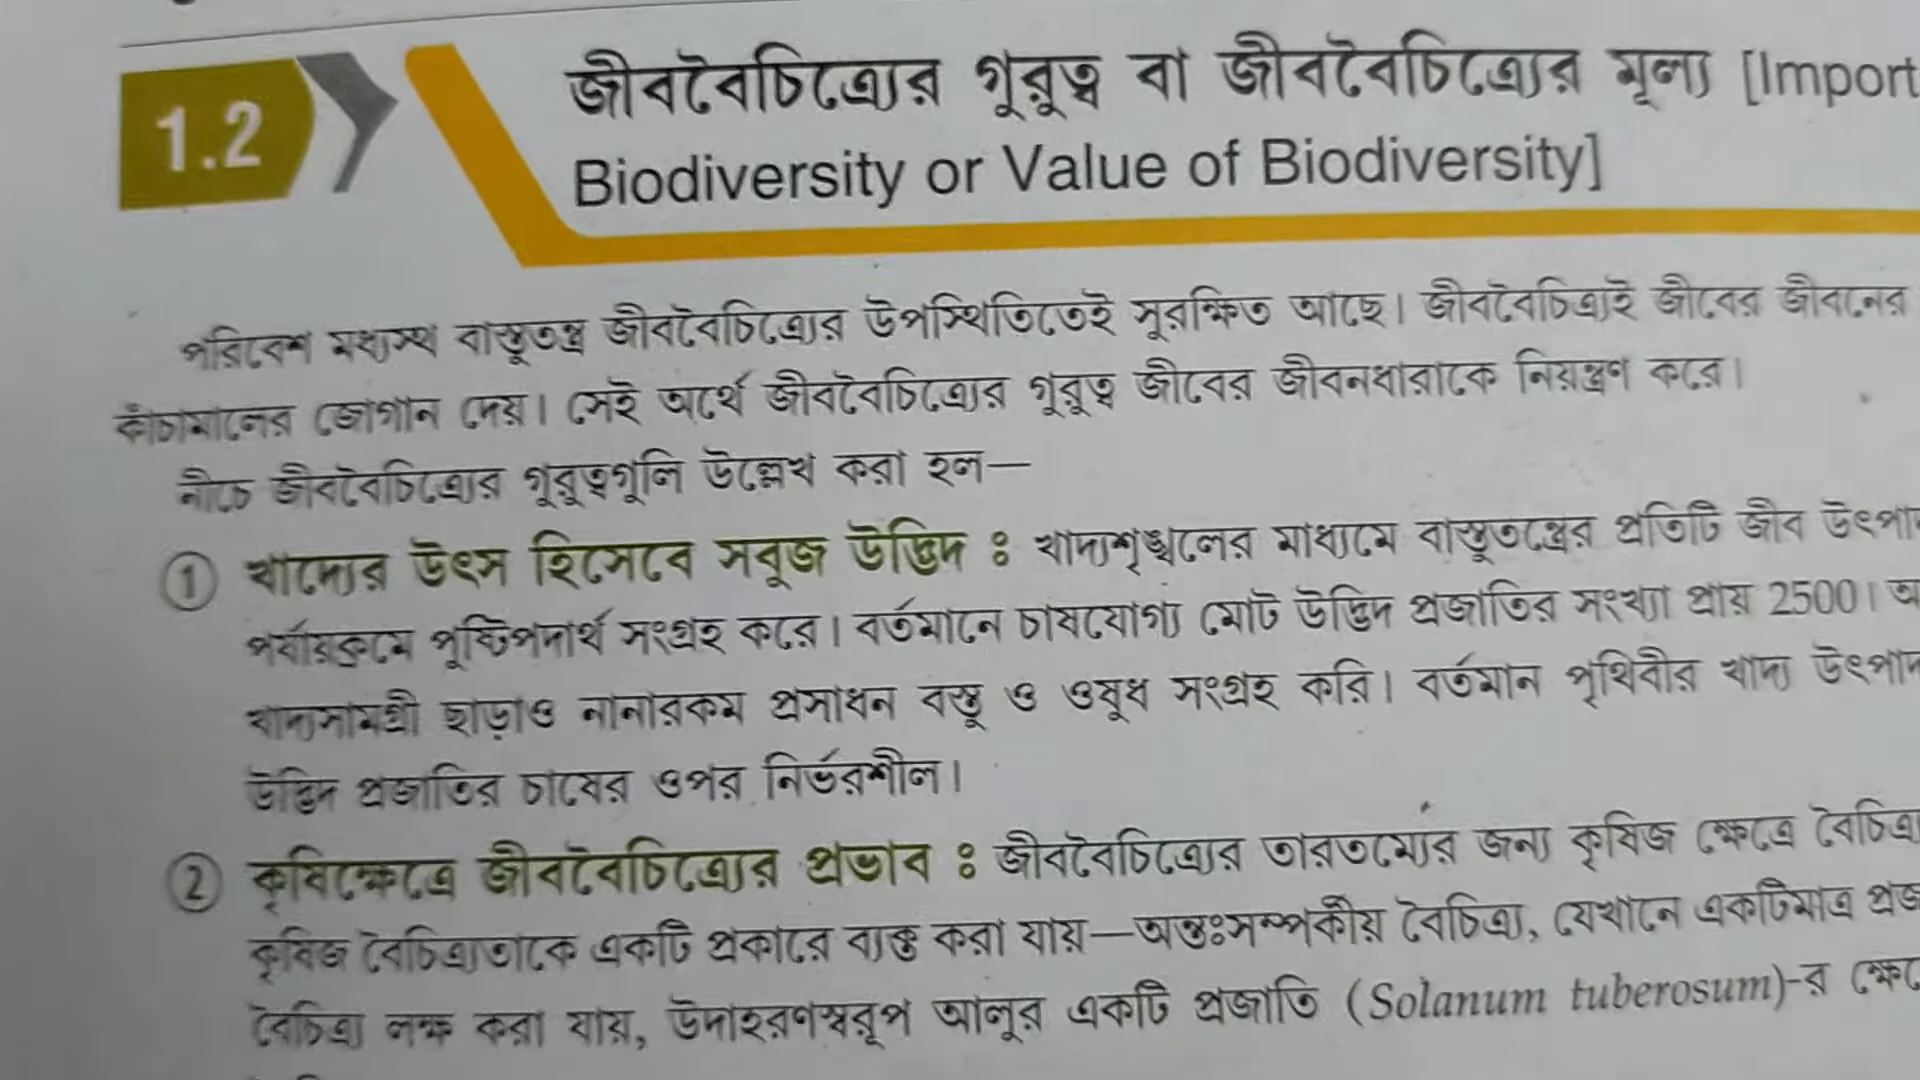 1.2
জীববৈচিত্র্যের গুরুত্ব বা জীববৈচিত্র্যের মূল্য [Import
Biodiversity or Value of Biodiversity]
পরিবেশ মধ্যস্থ বাস্তুতন্ত্র জীববৈচিত্র্যের উপস্থিতিতেই সুরক্ষিত আছে। জীববৈচিত্র্যই জীবের জীবনের
কাঁচামালের জোগান দেয়। সেই অর্থে জীববৈচিত্র্যের গুরুত্ব জীবের জীবনধারাকে নিয়ন্ত্রণ করে।
নীচে জীববৈচিত্র্যের গুরুত্বগুলি উল্লেখ করা হল—
① খাদ্যের উৎস হিসেবে সবুজ উদ্ভিদ : খাদ্যশৃঙ্খলের মাধ্যমে বাস্তুতন্ত্রের প্রতিটি জীব উৎপা
পর্যায়ক্রমে পুষ্টিপদার্থ সংগ্রহ করে। বর্তমানে চাষযোগ্য মোট উদ্ভিদ প্রজাতির সংখ্যা প্রায় 2500। অ
খাদ্যসামগ্রী ছাড়াও নানারকম প্রসাধন বস্তু ও ওষুধ সংগ্রহ করি। বর্তমান পৃথিবীর খাদ্য উৎপাদ
উদ্ভিদ প্রজাতির চাষের ওপর নির্ভরশীল।
② কৃষিক্ষেত্রে জীববৈচিত্র্যের প্রভাব : জীববৈচিত্র্যের তারতম্যের জন্য কৃষিজ ক্ষেত্রে বৈচিত্র্য
কৃষিজ বৈচিত্র্যতাকে একটি প্রকারে ব্যক্ত করা যায়—অন্তঃসম্পর্কীয় বৈচিত্র্য, যেখানে একটিমাত্র প্রজ
বৈচিত্র্য লক্ষ করা যায়, উদাহরণস্বরূপ আলুর একটি প্রজাতি (Solanum tuberosum)-র ক্ষে